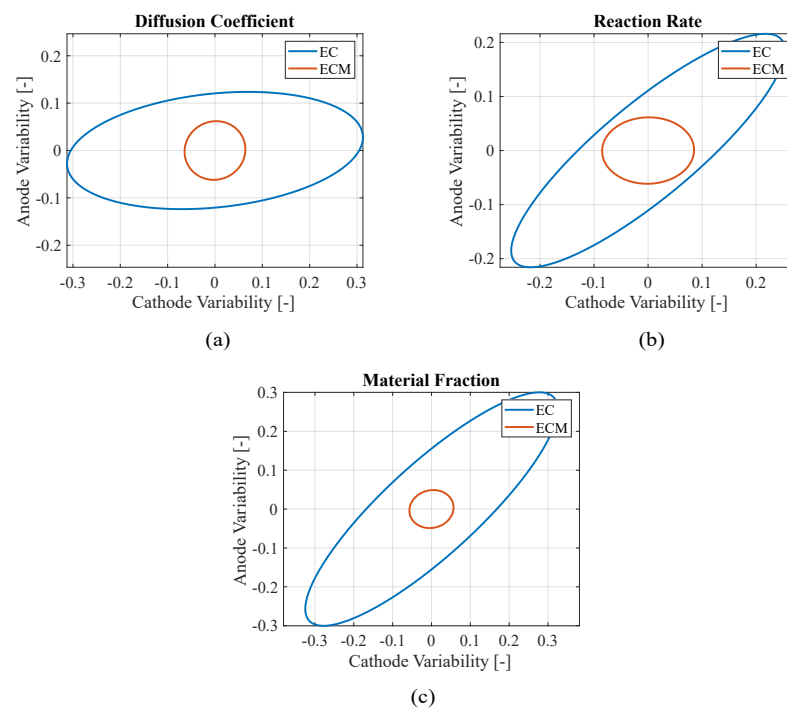 Diffusion Coefficient
EC
ECM
0.2
0.1
0
-0.1
-0.2
Anode Variability [-]
-0.3
-0.2
-0.1
0
0.1
0.2
0.3
Cathode Variability [-]
(a)
Reaction Rate
EC
ECM
0.2
0.1
0
-0.1
-0.2
Anode Variability [-]
-0.2
-0.1
0
0.1
0.2
Cathode Variability [-]
(b)
Material Fraction
EC
ECM
0.3
0.2
0.1
0
-0.1
-0.2
-0.3
Anode Variability [-]
-0.3
-0.2
-0.1
0
0.1
0.2
0.3
Cathode Variability [-]
(c)